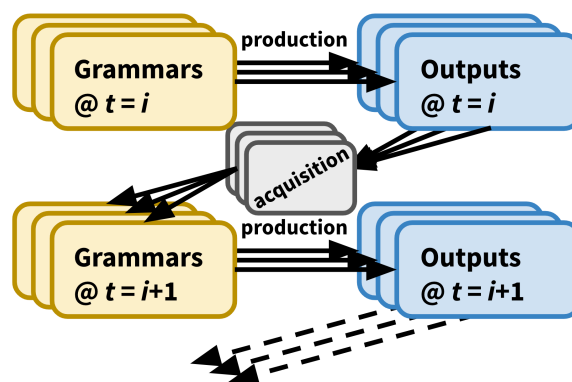 production
Grammars
@ t = i
Outputs
@ t = i
acquisition
production
Grammars
@ t = i+1
Outputs
@ t = i+1